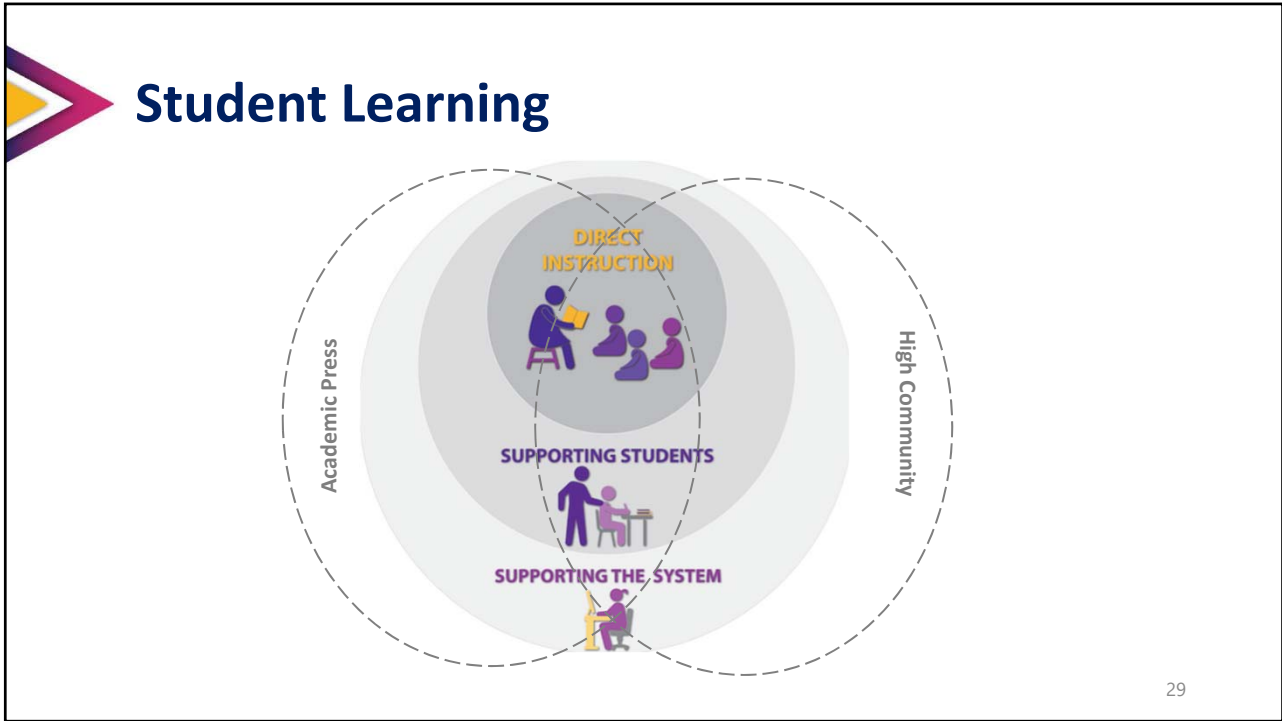 Student Learning
DIRECT
INSTRUCTION
Academic Press
High Community
SUPPORTING STUDENTS
SUPPORTING THE SYSTEM
29